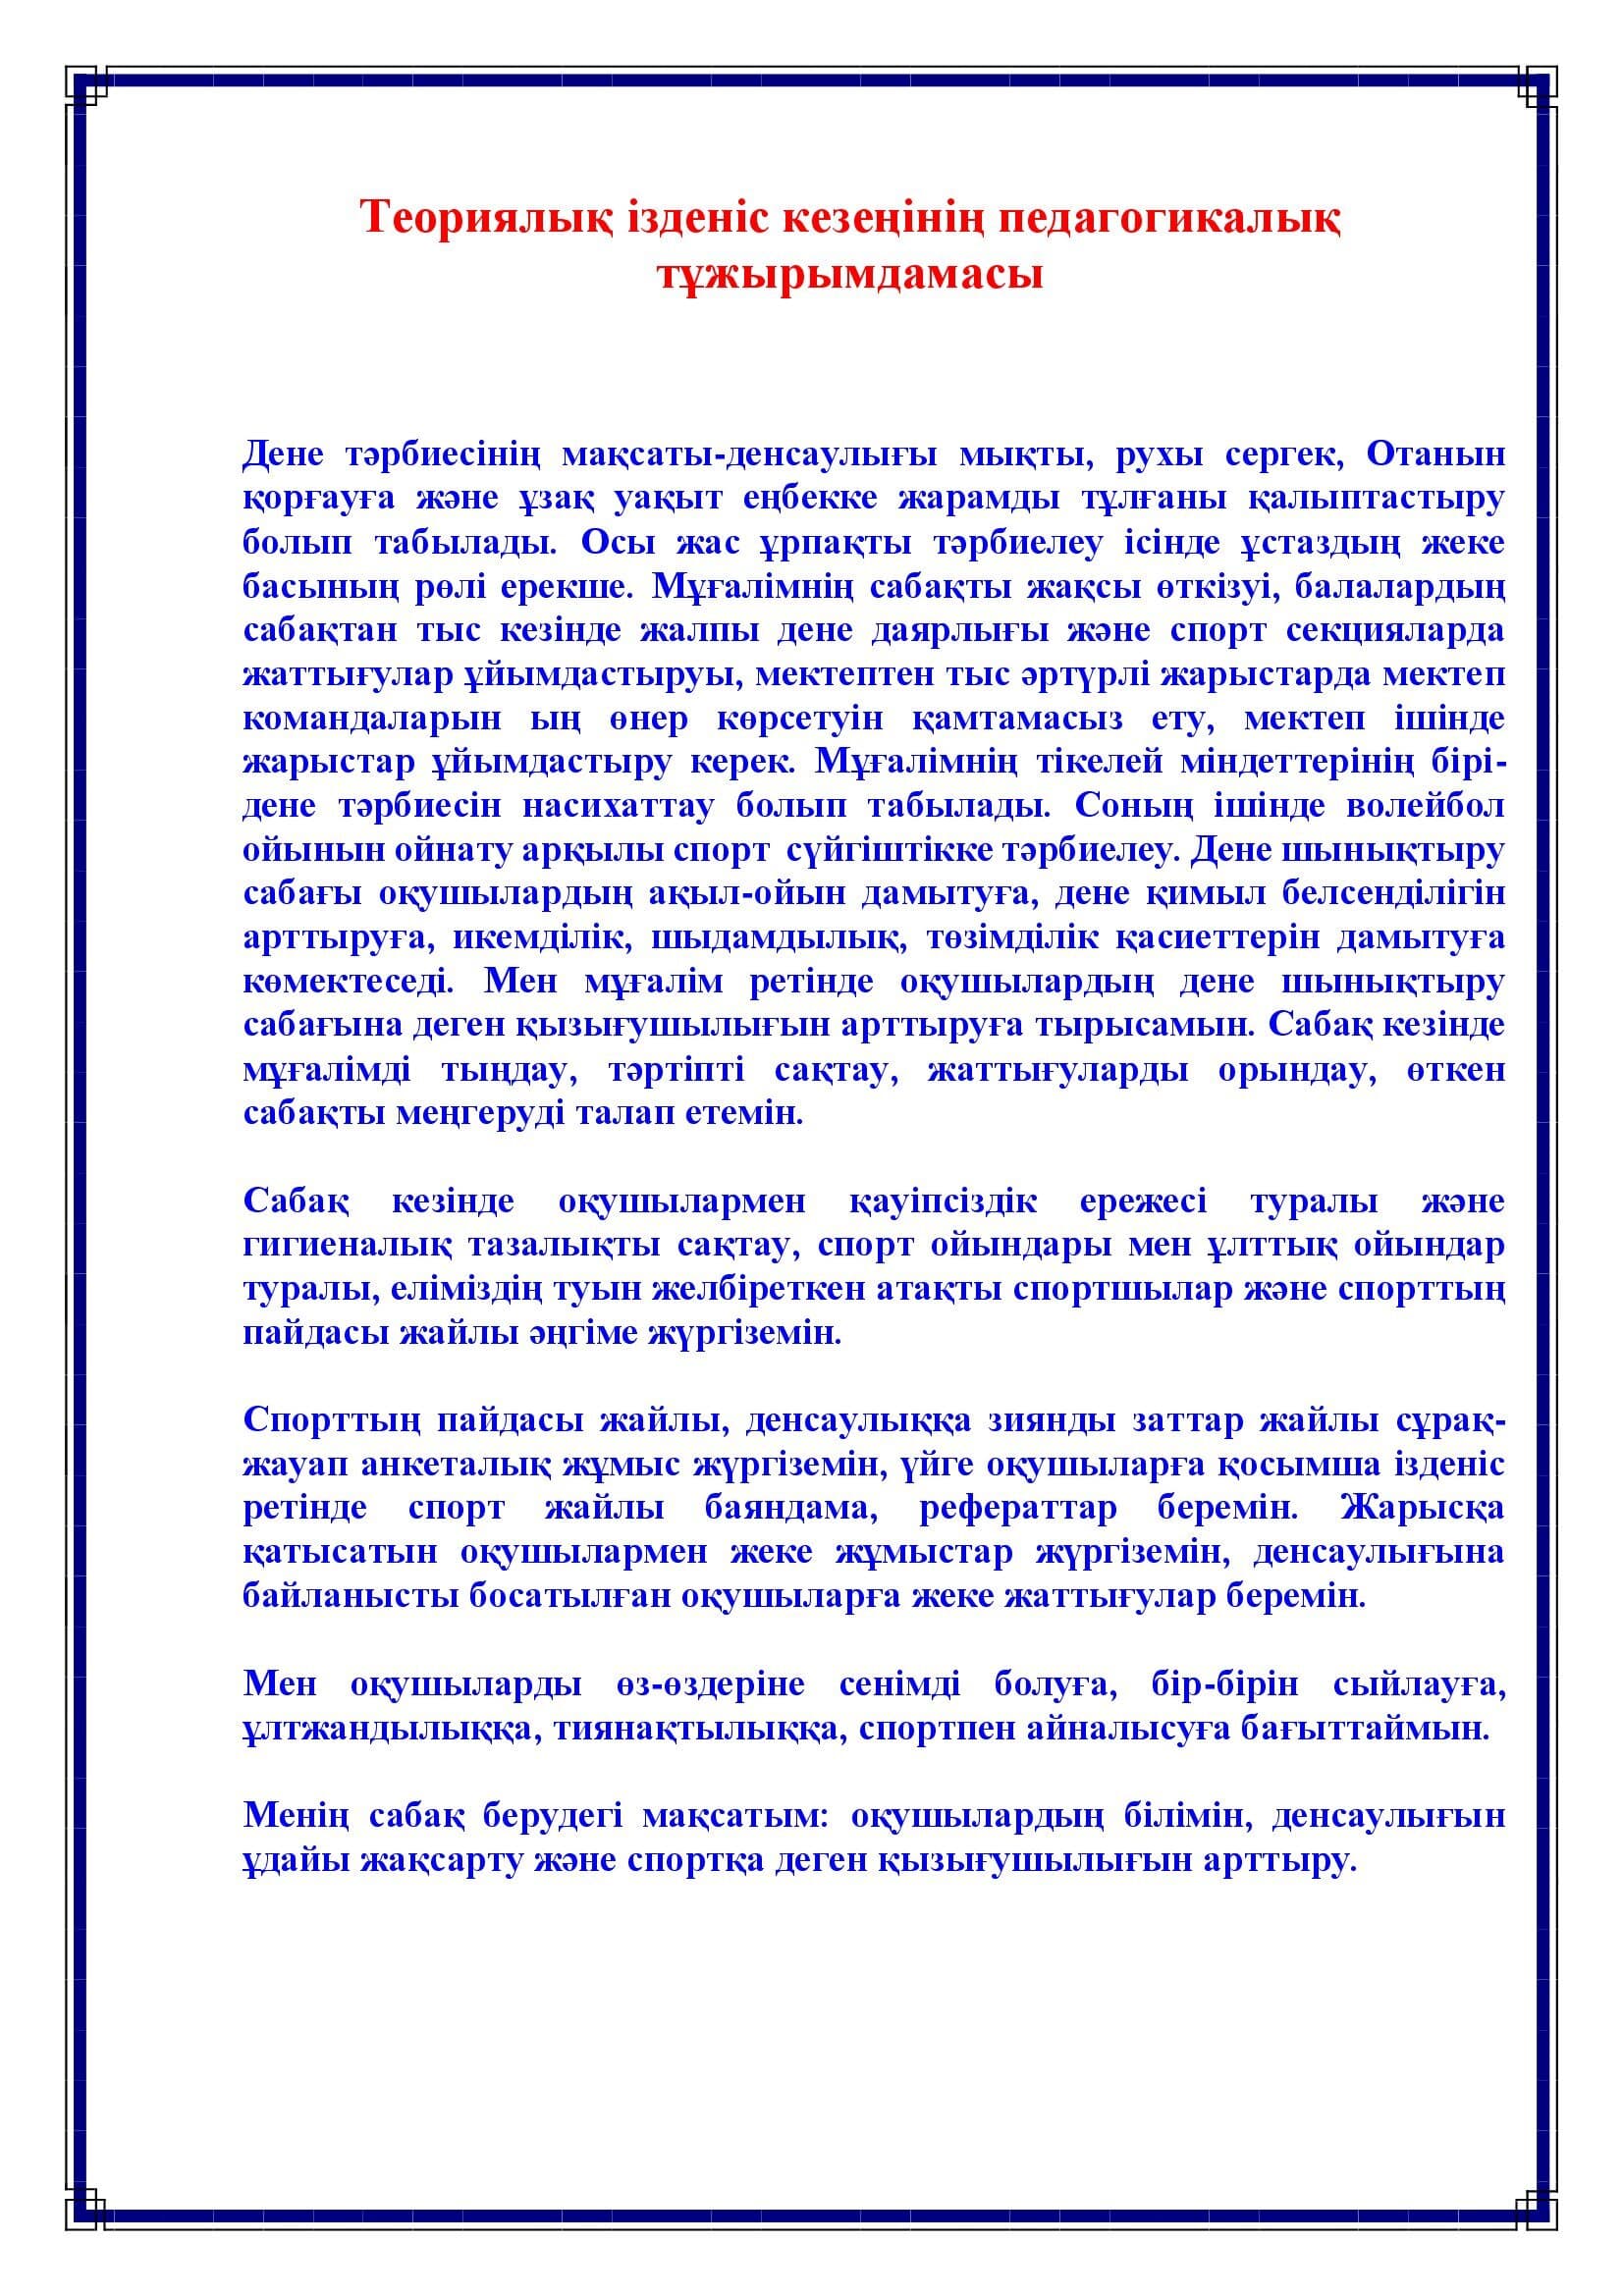 Теориялық ізденіс кезеңінің педагогикалық
тұжырымдамасы
Дене тәрбиесінің мақсаты-денсаулығы мықты, рухы сергек, Отанын
қорғауға және ұзақ уақыт еңбекке жарамды тұлғаны қалыптастыру
болып табылады. Осы жас ұрпақты тәрбиелеу ісінде ұстаздың жеке
басының рөлі ерекше. Мұғалімнің сабақты жақсы өткізуі, балалардың
сабақтан тыс кезінде жалпы дене даярлығы және спорт секцияларда
жаттығулар ұйымдастыруы, мектептен тыс әртүрлі жарыстарда мектеп
командаларын ың өнер көрсетуін қамтамасыз ету, мектеп ішінде
жарыстар ұйымдастыру керек. Мұғалімнің тікелей міндеттерінің бірі-
дене тәрбиесін насихаттау болып табылады. Соның ішінде волейбол
ойынын ойнату арқылы спорт  сүйгіштікке тәрбиелеу. Дене шынықтыру
сабағы оқушылардың ақыл-ойын дамытуға, дене қимыл белсенділігін
арттыруға, икемділік, шыдамдылық, төзімділік қасиеттерін дамытуға
көмектеседі. Мен мұғалім ретінде оқушылардың дене шынықтыру
сабағына деген қызығушылығын арттыруға тырысамын. Сабақ кезінде
мұғалімді тыңдау, тәртіпті сақтау, жаттығуларды орындау, өткен
сабақты меңгеруді талап етемін.
Сабақ кезінде оқушылармен қауіпсіздік ережесі туралы және
гигиеналық тазалықты сақтау, спорт ойындары мен ұлттық ойындар
туралы, еліміздің туын желбіреткен атақты спортшылар және спорттың
пайдасы жайлы әңгіме жүргіземін.
Спорттың пайдасы жайлы, денсаулыққа зиянды заттар жайлы сұрақ-
жауап анкеталық жұмыс жүргіземін, үйге оқушыларға қосымша ізденіс
ретінде спорт жайлы баяндама, рефераттар беремін. Жарысқа
қатысатын оқушылармен жеке жұмыстар жүргіземін, денсаулығына
байланысты босатылған оқушыларға жеке жаттығулар беремін.
Мен оқушыларды өз-өздеріне сенімді болуға, бір-бірін сыйлауға,
ұлтжандылыққа, тиянақтылыққа, спортпен айналысуға бағыттаймын.
Менің сабақ берудегі мақсатым: оқушылардың білімін, денсаулығын
ұдайы жақсарту және спортқа деген қызығушылығын арттыру.